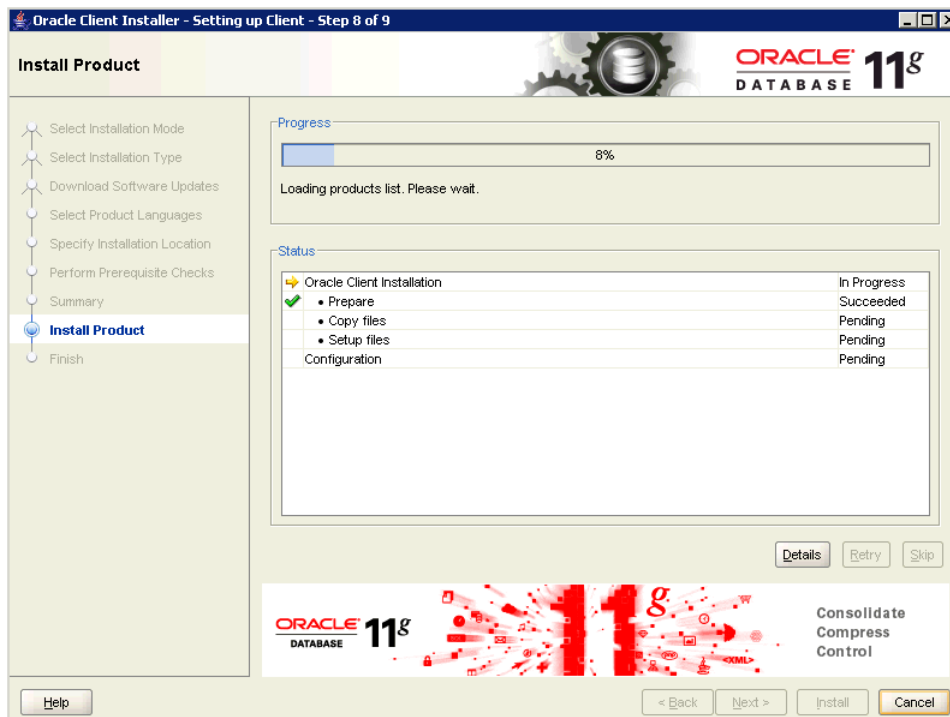 Oracle Client Installer - Setting up Client - Step 8 of 9
Install Product
ORACLE
DATABASE
11g
Select Installation Mode
Select Installation Type
Download Software Updates
Select Product Languages
Specify Installation Location
Perform Prerequisite Checks
Summary
Install Product
Finish
Progress
8%
Loading products list. Please wait.
Status
Oracle Client Installation In Progress
• Prepare Succeeded
• Copy files Pending
• Setup files Pending
Configuration Pending
Details Retry Skip
ORACLE
DATABASE
11g
11g
<XML>
Consolidate
Compress
Control
Help < Back Next > Install Cancel